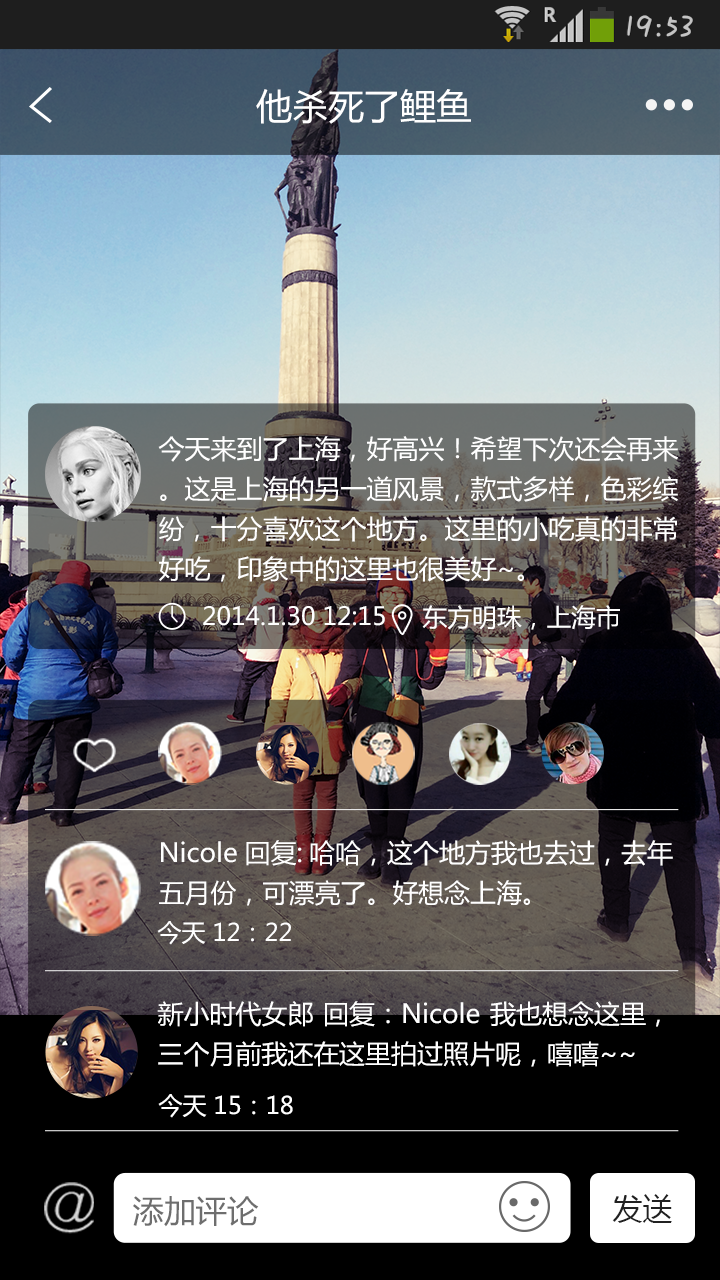 R 19:53
他杀死了鲤鱼
今天来到了上海，好高兴！希望下次还会再来
。这是上海的另一道风景，款式多样，色彩缤
纷，十分喜欢这个地方。这里的小吃真的非常
好吃，印象中的这里也很美好~。
2014.1.30 12:15 东方明珠，上海市
Nicole 回复: 哈哈，这个地方我也去过，去年
五月份，可漂亮了。好想念上海。
今天 12：22
新小时代女郎 回复：Nicole 我也想念这里，
三个月前我还在这里拍过照片呢，嘻嘻~~
今天 15：18
@ 添加评论 发送